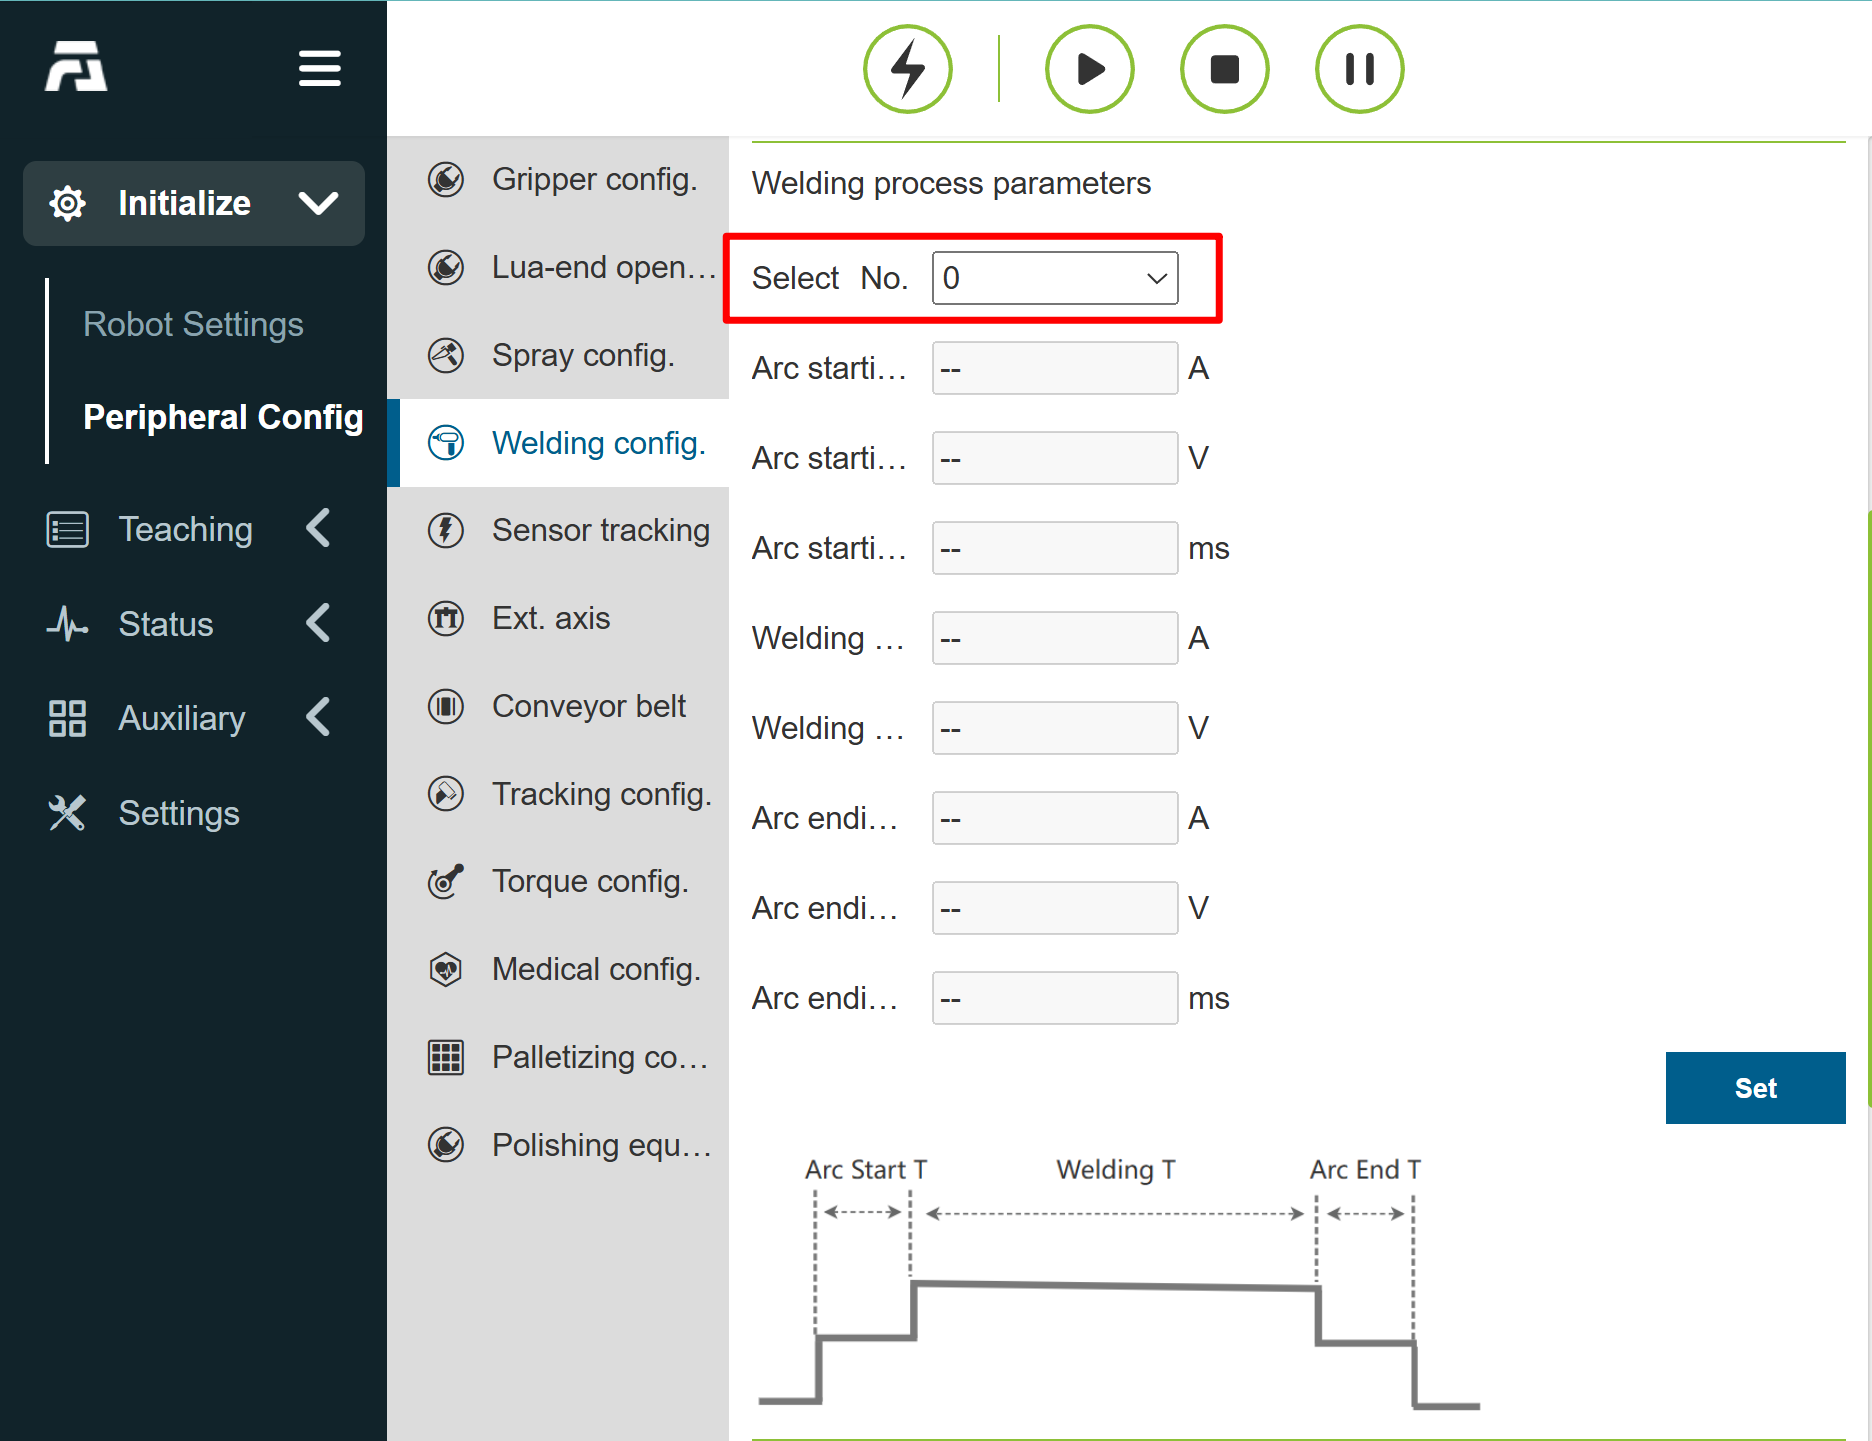 Initialize
Robot Settings
Peripheral Config
Teaching
Status
Auxiliary
Settings
Gripper config.
Lua-end open...
Spray config.
Welding config.
Sensor tracking
Ext. axis
Conveyor belt
Tracking config.
Torque config.
Medical config.
Palletizing co...
Polishing equ...
Welding process parameters
Select No. 0
Arc starti... -- A
Arc starti... -- V
Arc starti... -- ms
Welding ... -- A
Welding ... -- V
Arc endi... -- A
Arc endi... -- V
Arc endi... -- ms
Set
Arc Start T Welding T Arc End T